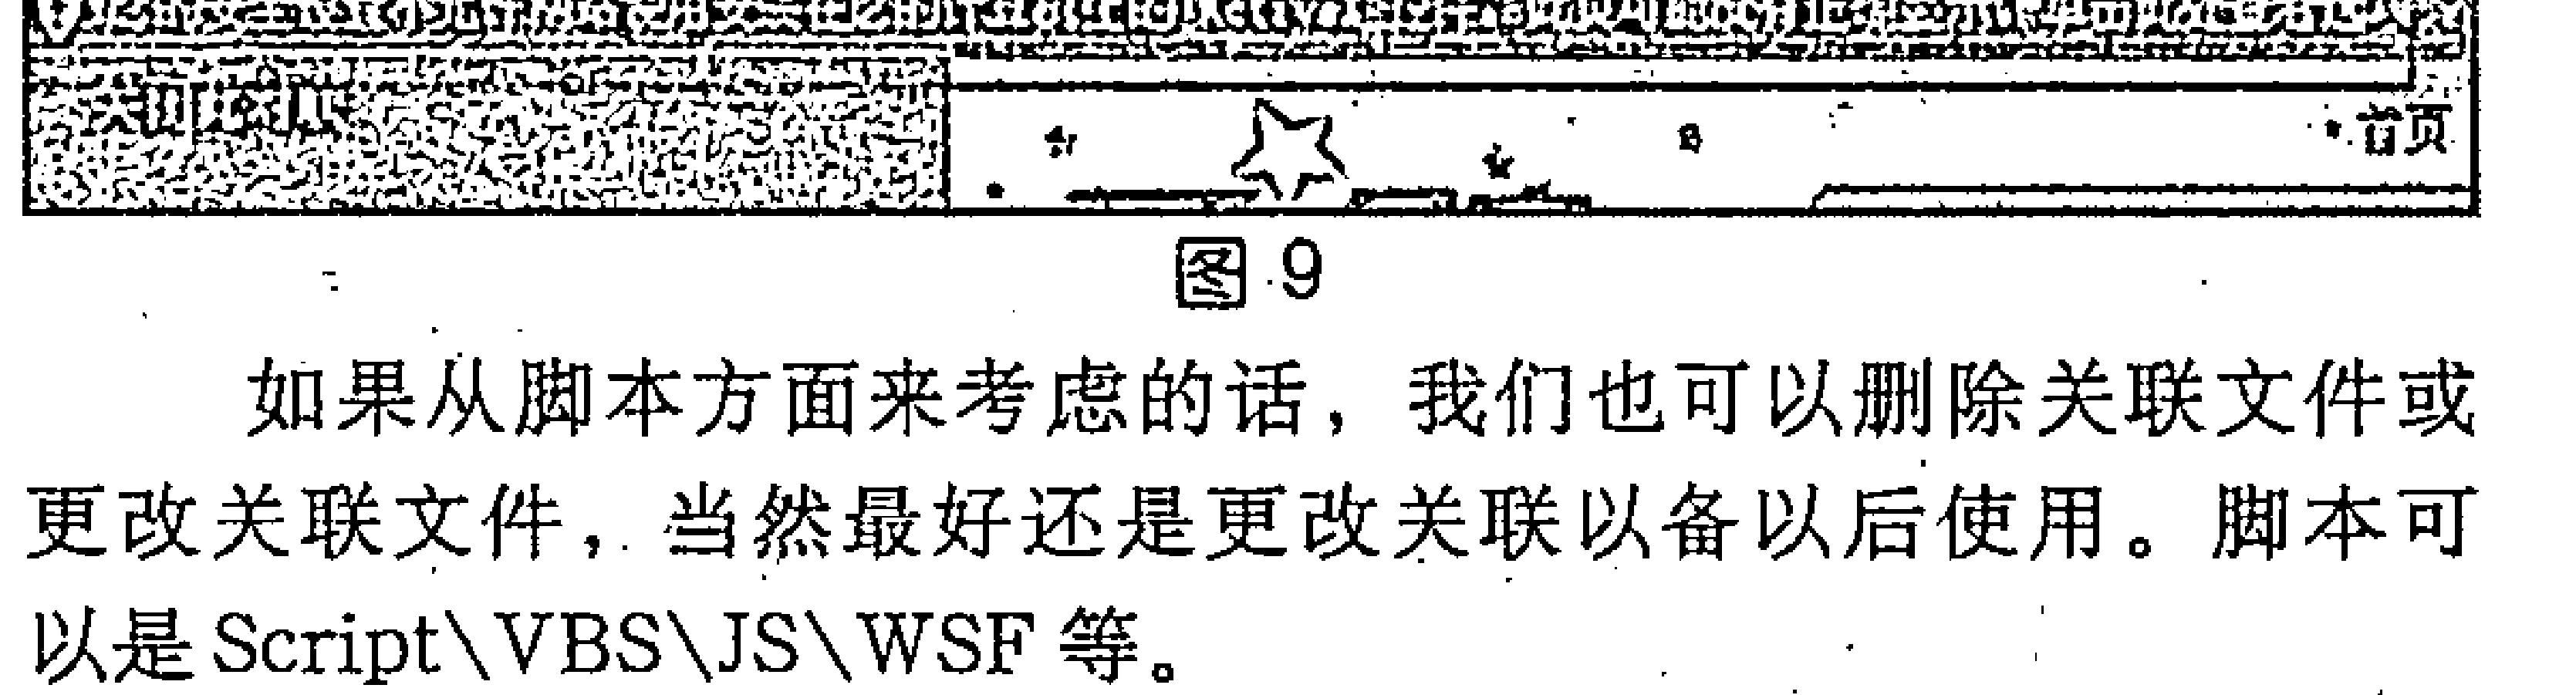 首页
图9
如果从脚本方面来考虑的话，我们也可以删除关联文件或
更改关联文件，当然最好还是更改关联以备以后使用。脚本可
以是Script\VBS\JS\WSF等。